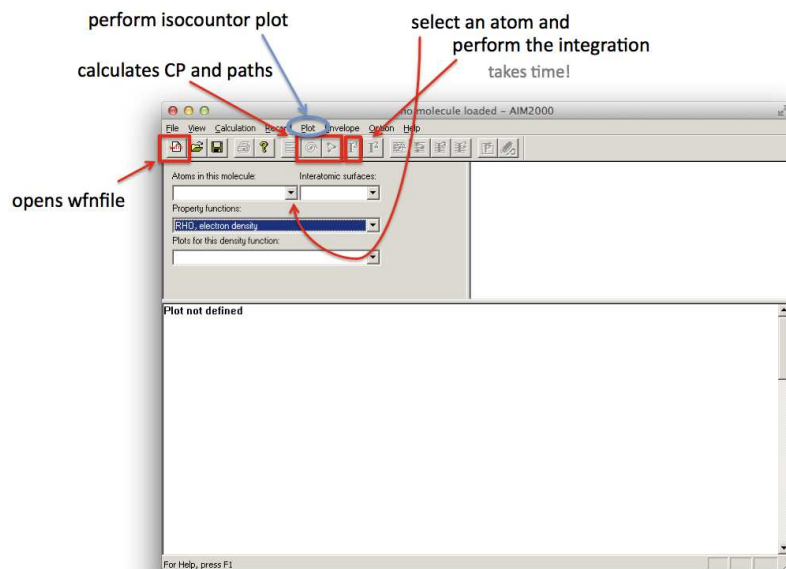 perform isocountor plot
select an atom and
perform the integration
takes time!
calculates CP and paths
no molecule loaded – AIM2000
File View Calculation Plot Envelope Option Help
opens wfnfile
Atoms in this molecule: Interatomic surfaces:
Property functions:
RHO, electron density
Plots for this density function:
Plot not defined
For Help, press F1